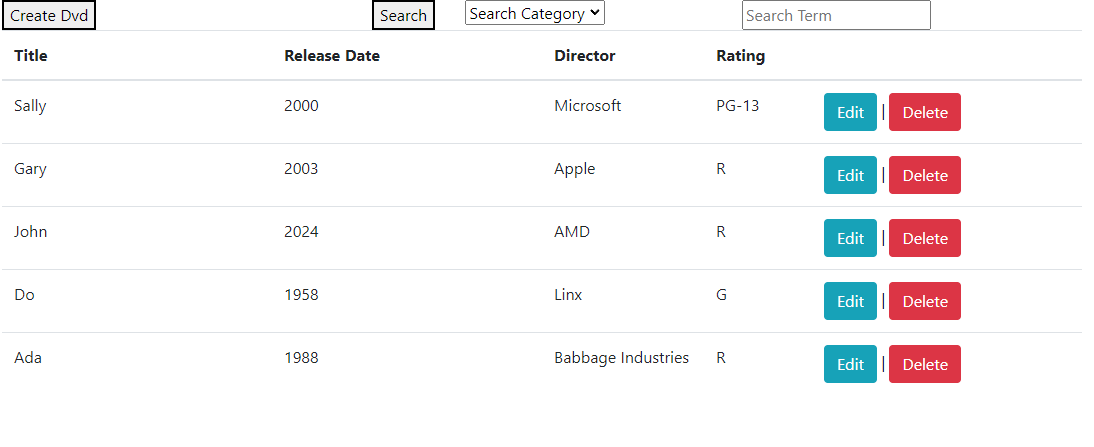 Create Dvd Search Search Category Search Term
Title Release Date Director Rating
Sally 2000 Microsoft PG-13 Edit | Delete
Gary 2003 Apple R Edit | Delete
John 2024 AMD R Edit | Delete
Do 1958 Linx G Edit | Delete
Ada 1988 Babbage Industries R Edit | Delete